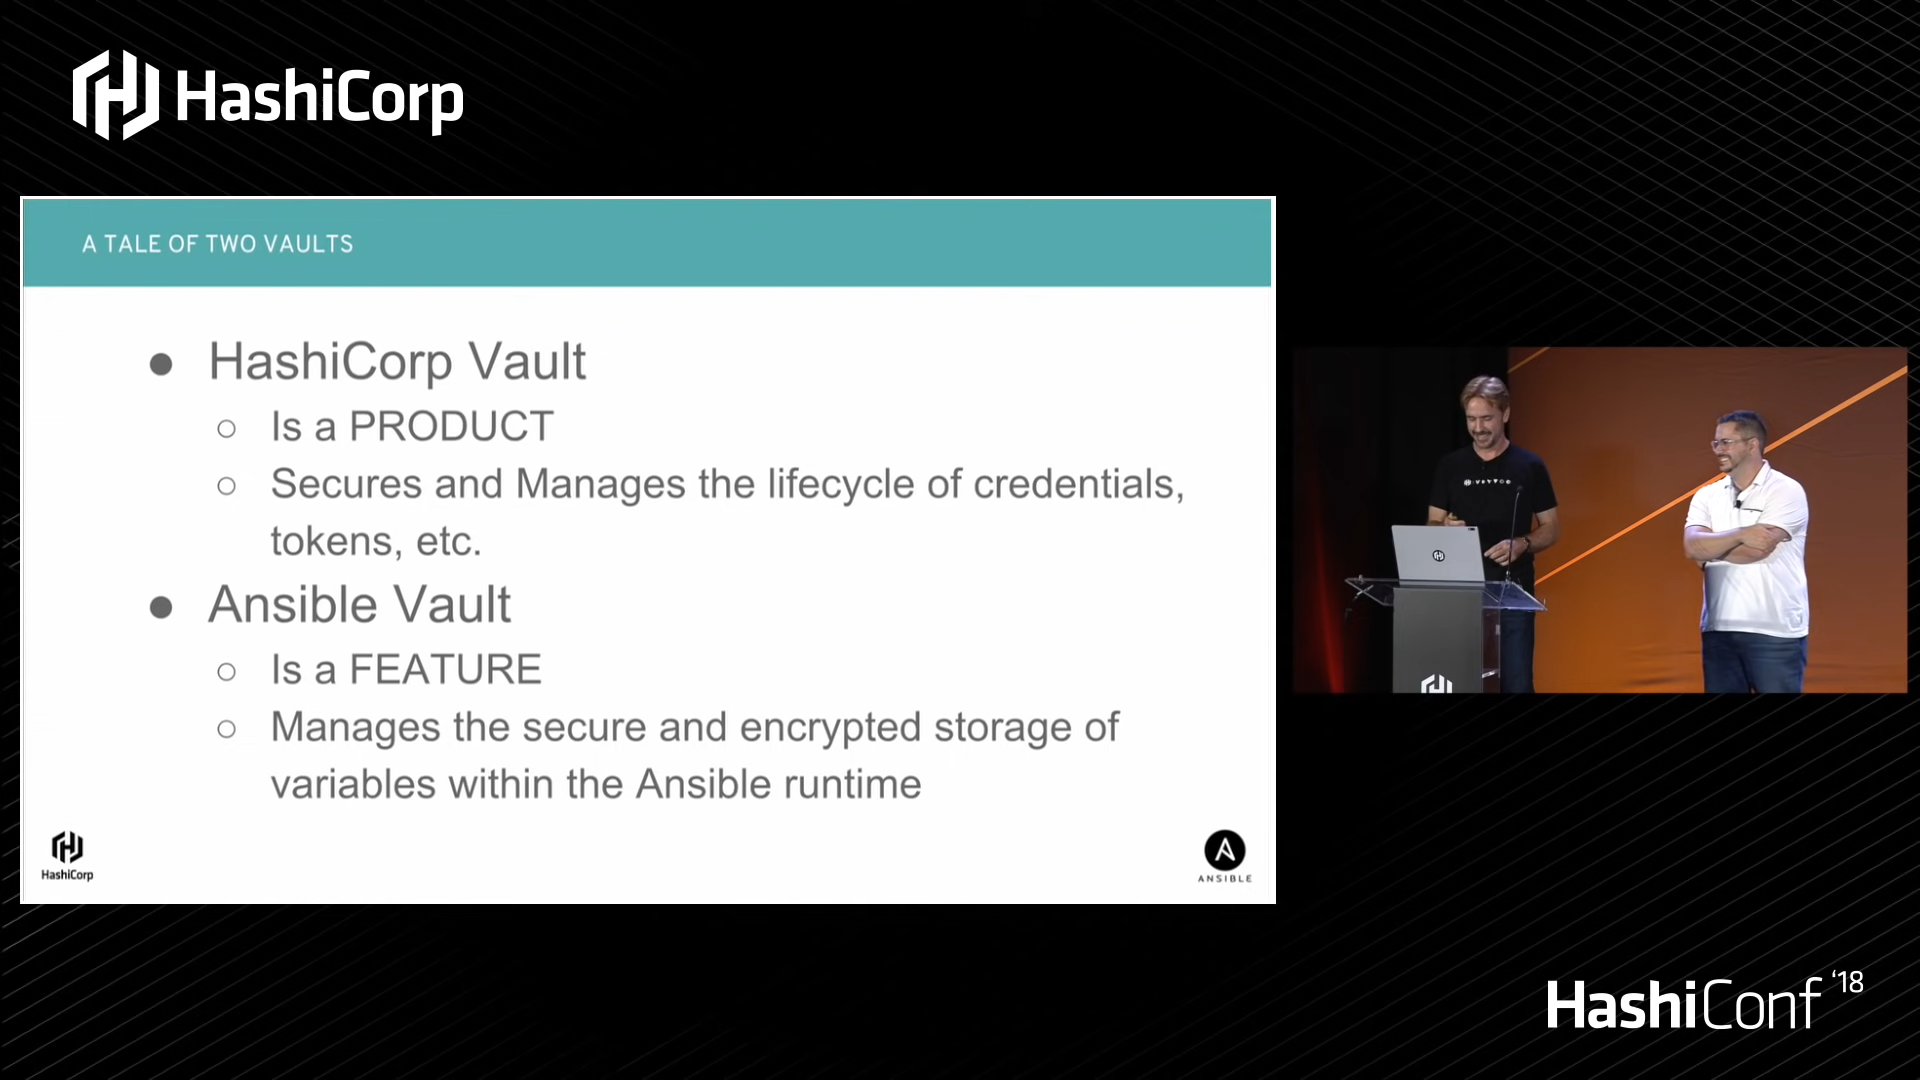 HashiCorp
A TALE OF TWO VAULTS
● HashiCorp Vault
○ Is a PRODUCT
○ Secures and Manages the lifecycle of credentials,
tokens, etc.
● Ansible Vault
○ Is a FEATURE
○ Manages the secure and encrypted storage of
variables within the Ansible runtime
HashiCorp
ANSIBLE
HashiConf '18